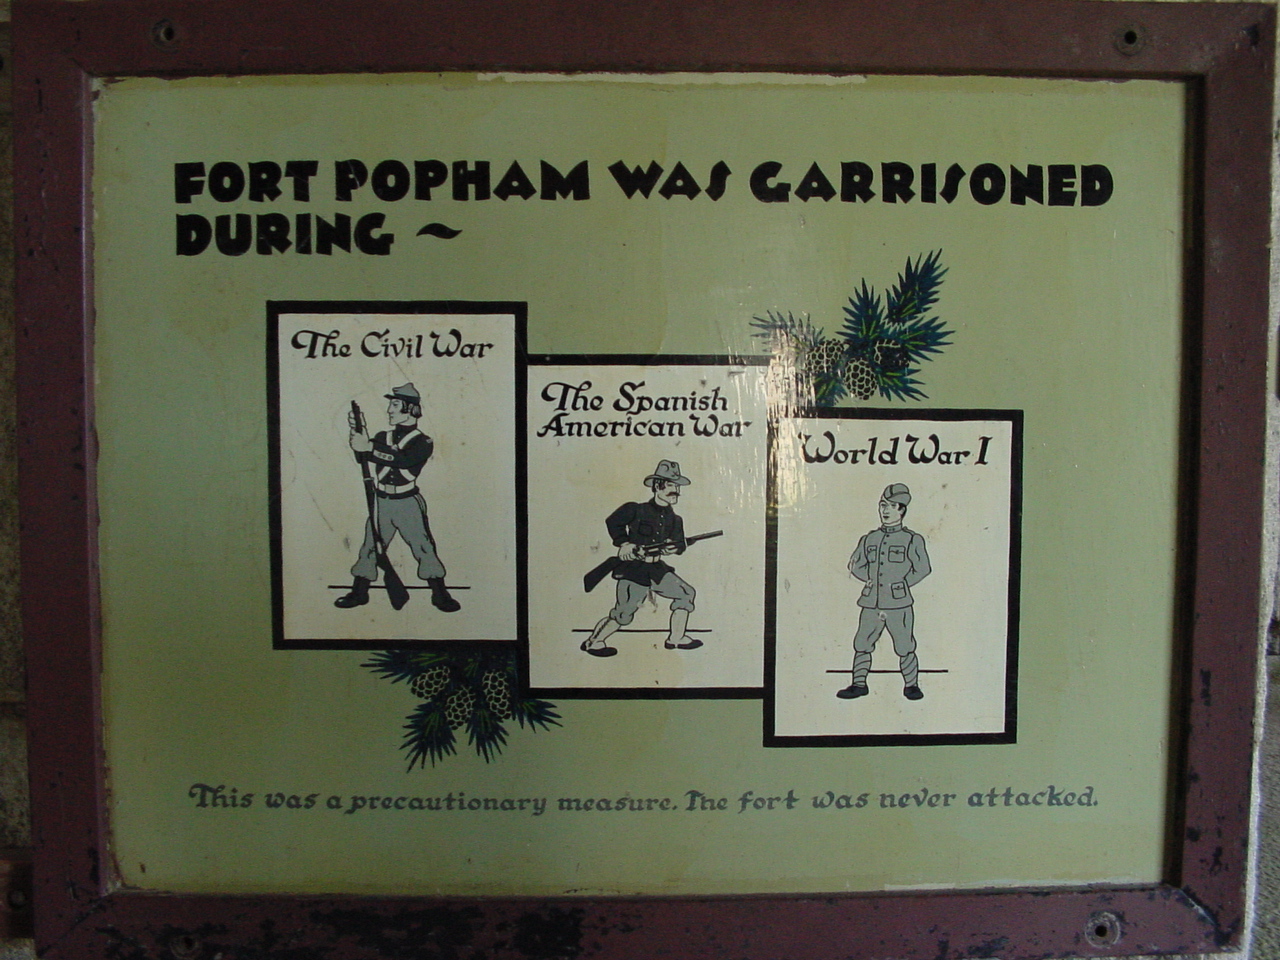 FORT POPHAM WAS GARRISONED
DURING ~
The Civil War
The Spanish
American War
World War I
This was a precautionary measure. The fort was never attacked.